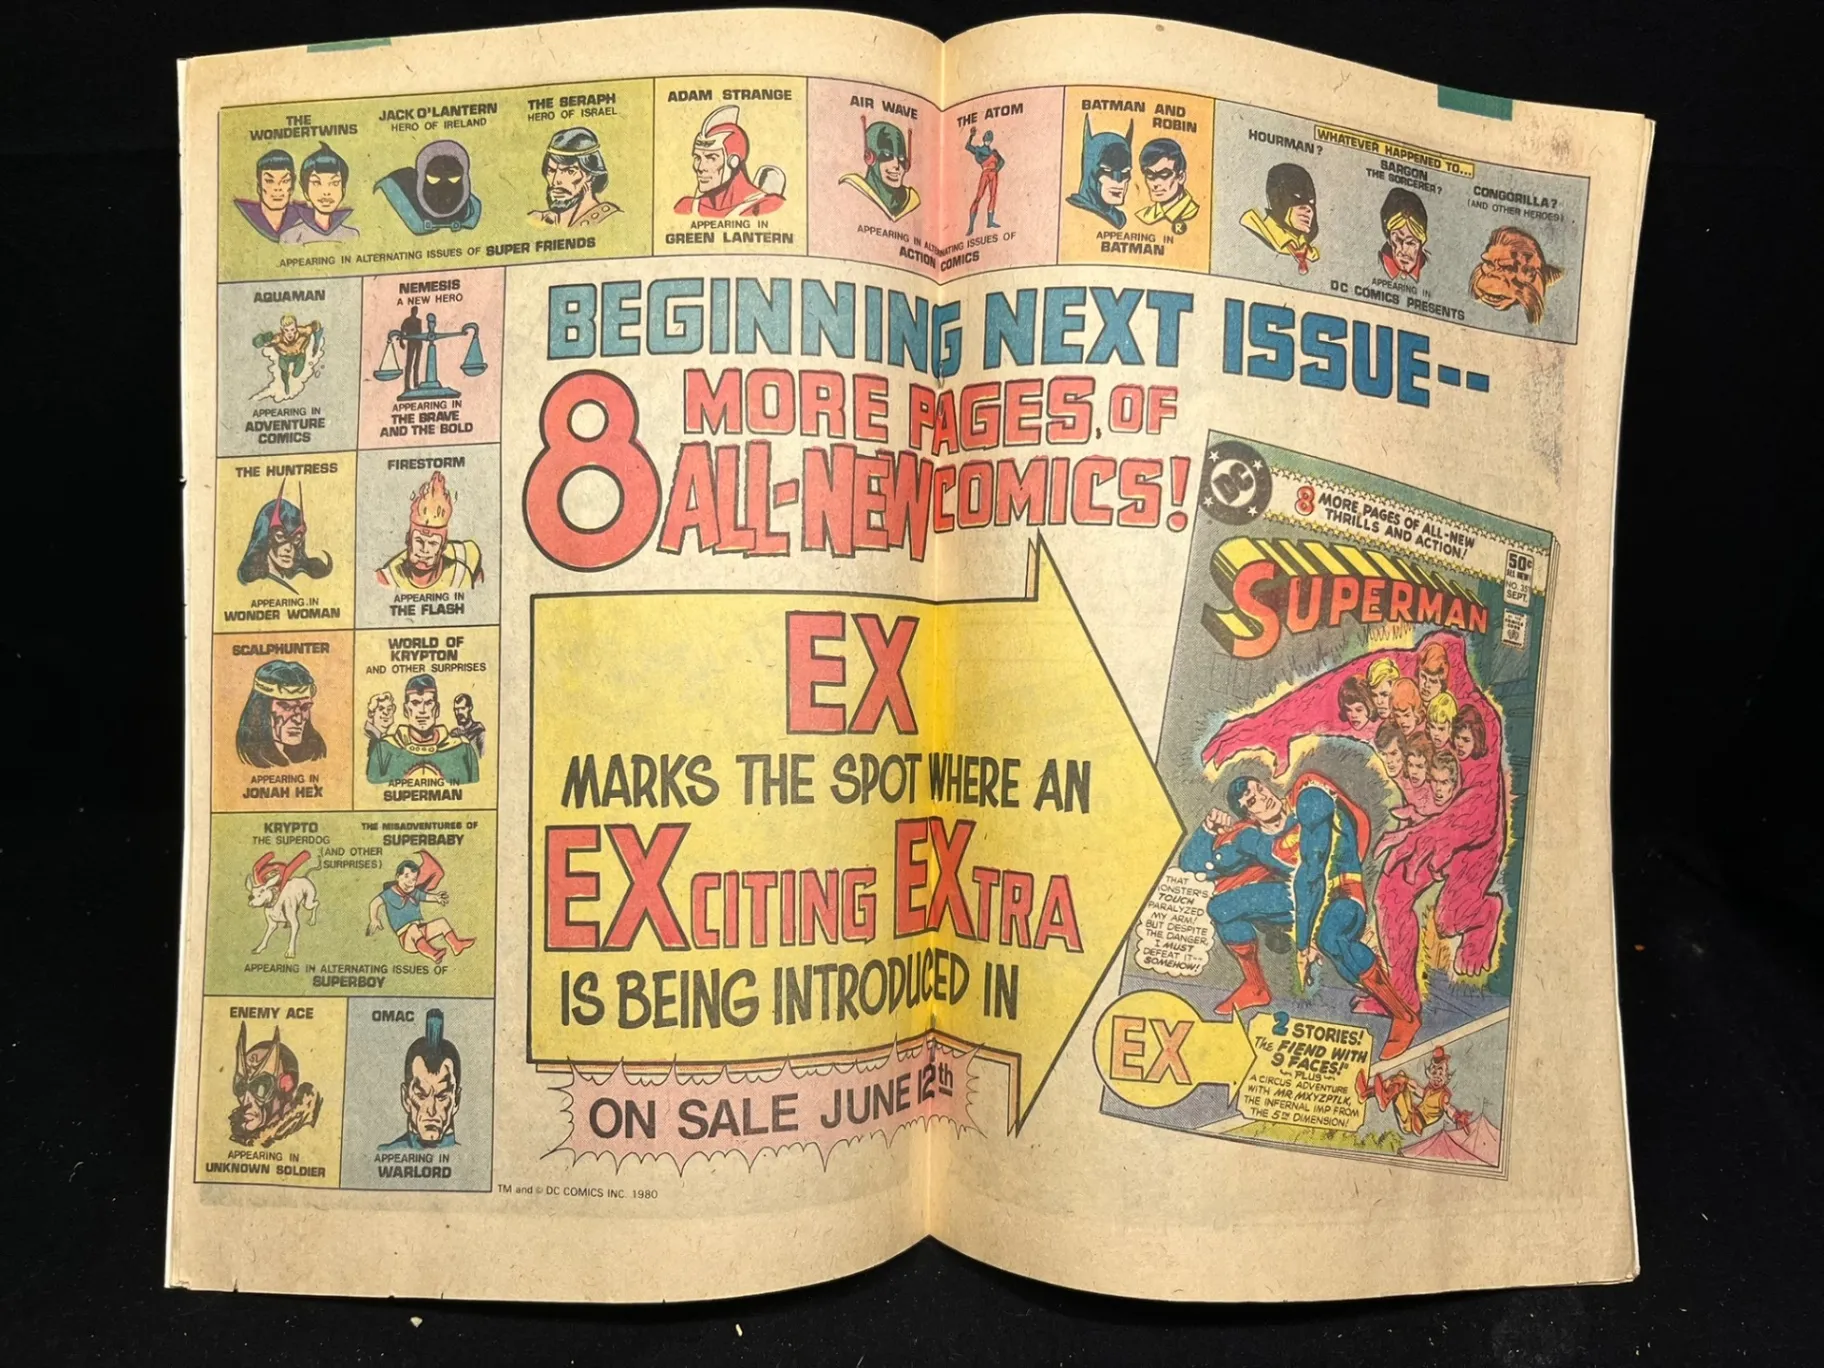 THE
WONDERTWINS
JACK O'LANTERN
HERO OF IRELAND
THE SERAPH
HERO OF ISRAEL
APPEARING IN ALTERNATING ISSUES OF SUPER FRIENDS
ADAM STRANGE
APPEARING IN
GREEN LANTERN
AIR WAVE
THE ATOM
APPEARING IN ALTERNATING ISSUES OF
ACTION COMICS
BATMAN AND
ROBIN
R
APPEARING IN
BATMAN
WHATEVER HAPPENED TO...
HOURMAN?
SARGON
THE SORCERER?
CONGORILLA?
(AND OTHER HEROES)
APPEARING IN
DC COMICS PRESENTS
AQUAMAN
APPEARING IN
ADVENTURE
COMICS
NEMESIS
A NEW HERO
APPEARING IN
THE BRAVE
AND THE BOLD
THE HUNTRESS
APPEARING IN
WONDER WOMAN
FIRESTORM
APPEARING IN
THE FLASH
SCALPHUNTER
APPEARING IN
JONAH HEX
WORLD OF
KRYPTON
AND OTHER SURPRISES
APPEARING IN
SUPERMAN
KRYPTO
THE SUPERDOG
(AND OTHER
SURPRISES)
THE MISADVENTURES OF
SUPERBABY
APPEARING IN ALTERNATING ISSUES OF
SUPERBOY
ENEMY ACE
APPEARING IN
UNKNOWN SOLDIER
OMAC
APPEARING IN
WARLORD
BEGINNING NEXT ISSUE--
8 MORE PAGES OF
ALL-NEW COMICS!
EX
MARKS THE SPOT WHERE AN
EXCITING EXTRA
IS BEING INTRODUCED IN
ON SALE JUNE 12th
TM and © DC COMICS INC. 1980
DC
8 MORE PAGES OF ALL-NEW
THRILLS AND ACTION!
SUPERMAN
50¢
ALL NEW!
SEPT.
THAT
MONSTER'S
TOUCH
PARALYZED
MY ARM!
BUT DESPITE
THE DANGER,
I MUST
DEFEAT IT--
SOMEHOW!
EX
2 STORIES!
THE FIEND WITH
9 FACES!"
PLUS
A CIRCUS ADVENTURE
WITH MR. MXYZPTLK,
THE INFERNAL IMP FROM
THE 5TH DIMENSION!